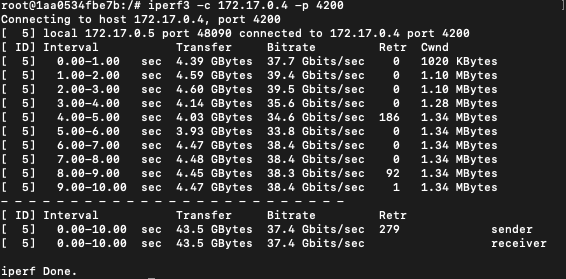 root@1aa0534fbe7b:/# iperf3 -c 172.17.0.4 -p 4200
Connecting to host 172.17.0.4, port 4200
[  5] local 172.17.0.5 port 48090 connected to 172.17.0.4 port 4200
[ ID] Interval           Transfer     Bitrate         Retr  Cwnd
[  5]   0.00-1.00   sec  4.39 GBytes  37.7 Gbits/sec    0   1020 KBytes
[  5]   1.00-2.00   sec  4.59 GBytes  39.4 Gbits/sec    0   1.10 MBytes
[  5]   2.00-3.00   sec  4.60 GBytes  39.5 Gbits/sec    0   1.10 MBytes
[  5]   3.00-4.00   sec  4.14 GBytes  35.6 Gbits/sec    0   1.28 MBytes
[  5]   4.00-5.00   sec  4.03 GBytes  34.6 Gbits/sec  186   1.34 MBytes
[  5]   5.00-6.00   sec  3.93 GBytes  33.8 Gbits/sec    0   1.34 MBytes
[  5]   6.00-7.00   sec  4.47 GBytes  38.4 Gbits/sec    0   1.34 MBytes
[  5]   7.00-8.00   sec  4.48 GBytes  38.4 Gbits/sec    0   1.34 MBytes
[  5]   8.00-9.00   sec  4.45 GBytes  38.3 Gbits/sec   92   1.34 MBytes
[  5]   9.00-10.00  sec  4.47 GBytes  38.4 Gbits/sec    1   1.34 MBytes
- - - - - - - - - - - - - - - - - - - - - - - - -
[ ID] Interval           Transfer     Bitrate         Retr
[  5]   0.00-10.00  sec  43.5 GBytes  37.4 Gbits/sec  279             sender
[  5]   0.00-10.00  sec  43.5 GBytes  37.4 Gbits/sec                  receiver

iperf Done.